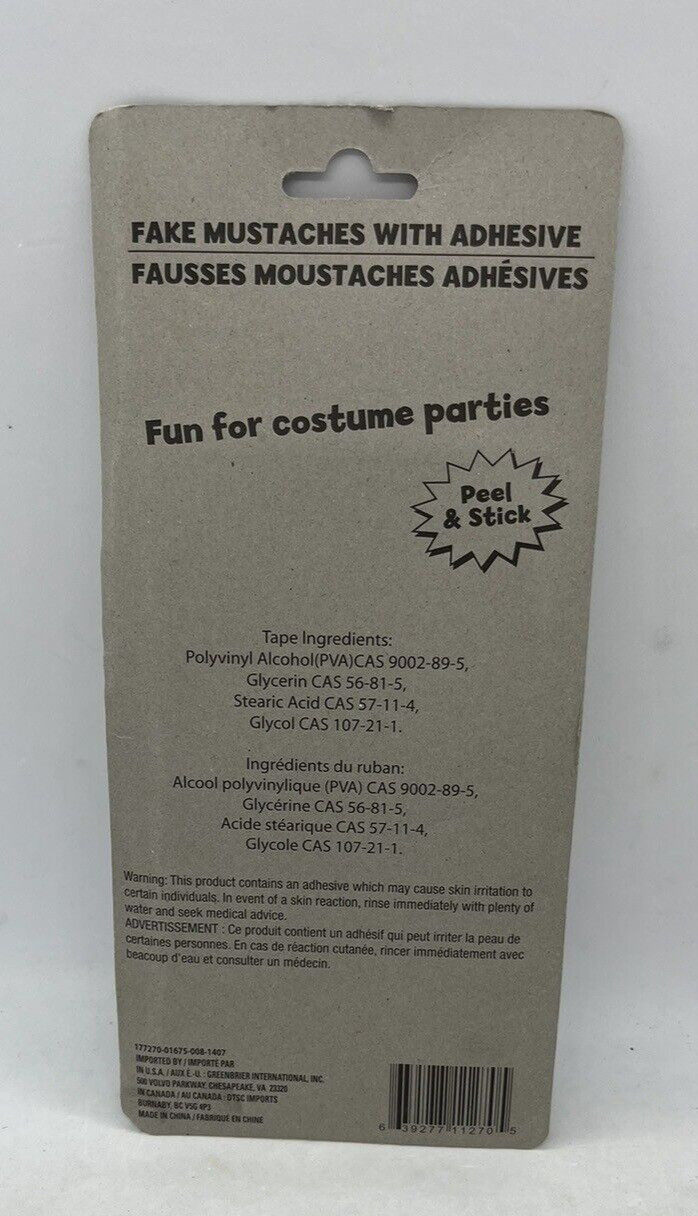 FAKE MUSTACHES WITH ADHESIVE
FAUSSES MOUSTACHES ADHÉSIVES
Fun for costume parties
Peel
& Stick
Tape Ingredients:
Polyvinyl Alcohol(PVA)CAS 9002-89-5,
Glycerin CAS 56-81-5,
Stearic Acid CAS 57-11-4,
Glycol CAS 107-21-1.
Ingrédients du ruban:
Alcool polyvinylique (PVA) CAS 9002-89-5,
Glycérine CAS 56-81-5,
Acide stéarique CAS 57-11-4,
Glycole CAS 107-21-1.
Warning: This product contains an adhesive which may cause skin irritation to
certain individuals. In event of a skin reaction, rinse immediately with plenty of
water and seek medical advice.
ADVERTISSEMENT : Ce produit contient un adhésif qui peut irriter la peau de
certaines personnes. En cas de réaction cutanée, rincer immédiatement avec
beacoup d'eau et consulter un médecin.
177270-01675-008-1407
IMPORTED BY / IMPORTÉ PAR
IN U.S.A. / AUX É.-U. : GREENBRIER INTERNATIONAL, INC.
500 VOLVO PARKWAY, CHESAPEAKE, VA 23320
IN CANADA / AU CANADA : DTSC IMPORTS
BURNABY, BC V5G 4P3
MADE IN CHINA / FABRIQUÉ EN CHINE
6 39277 11270 5